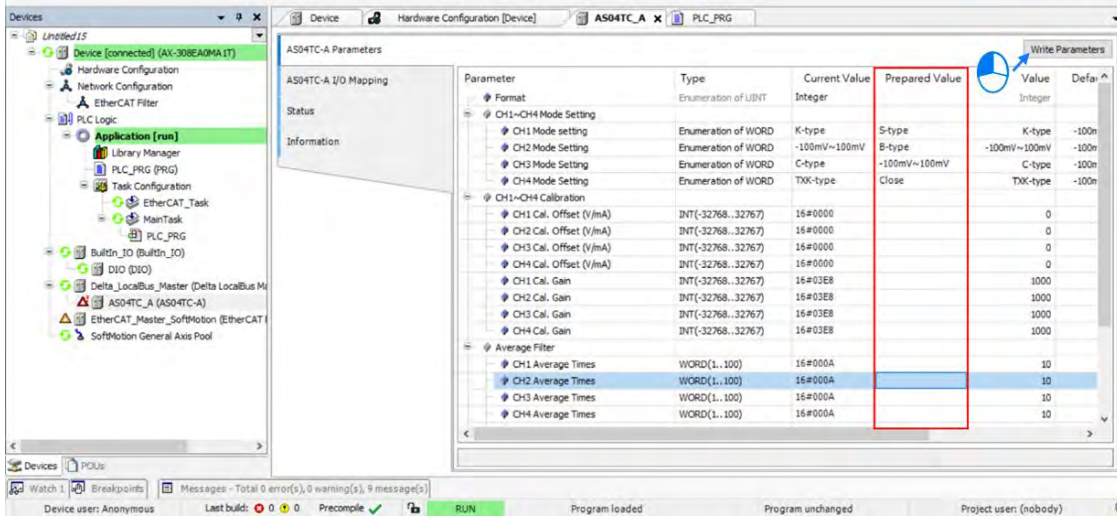 Devices
Device Hardware Configuration [Device] AS04TC_A X PLC_PRG
Untitled15
Device [connected] (AX-308EA0MA1T)
Hardware Configuration
Network Configuration
EtherCAT Filter
PLC Logic
Application [run]
Library Manager
PLC_PRG (PRG)
Task Configuration
EtherCAT_Task
MainTask
PLC_PRG
BuiltIn_IO (BuiltIn_IO)
DIO (DIO)
Delta_LocalBus_Master (Delta LocalBus Ma
AS04TC_A (AS04TC-A)
EtherCAT_Master_SoftMotion (EtherCAT
SoftMotion General Axis Pool
Devices POUs
AS04TC-A Parameters
AS04TC-A I/O Mapping
Status
Information
Write Parameters
Parameter Type Current Value Prepared Value Value Defau
Format Enumeration of UINT Integer Integer
CH1~CH4 Mode Setting
CH1 Mode setting Enumeration of WORD K-type S-type K-type -100m
CH2 Mode Setting Enumeration of WORD -100mV~100mV B-type -100mV~100mV -100m
CH3 Mode Setting Enumeration of WORD C-type -100mV~100mV C-type -100m
CH4 Mode Setting Enumeration of WORD TXK-type Close TXK-type -100m
CH1~CH4 Calibration
CH1 Cal. Offset (V/mA) INT(-32768..32767) 16#0000 0
CH2 Cal. Offset (V/mA) INT(-32768..32767) 16#0000 0
CH3 Cal. Offset (V/mA) INT(-32768..32767) 16#0000 0
CH4 Cal. Offset (V/mA) INT(-32768..32767) 16#0000 0
CH1 Cal. Gain INT(-32768..32767) 16#03E8 1000
CH2 Cal. Gain INT(-32768..32767) 16#03E8 1000
CH3 Cal. Gain INT(-32768..32767) 16#03E8 1000
CH4 Cal. Gain INT(-32768..32767) 16#03E8 1000
Average Filter
CH1 Average Times WORD(1..100) 16#000A 10
CH2 Average Times WORD(1..100) 16#000A 10
CH3 Average Times WORD(1..100) 16#000A 10
CH4 Average Times WORD(1..100) 16#000A 10
Watch 1 Breakpoints Messages - Total 0 error(s), 0 warning(s), 9 message(s)
Device user: Anonymous Last build: 0 0 Precompile RUN Program loaded Program unchanged Project user: (nobody)